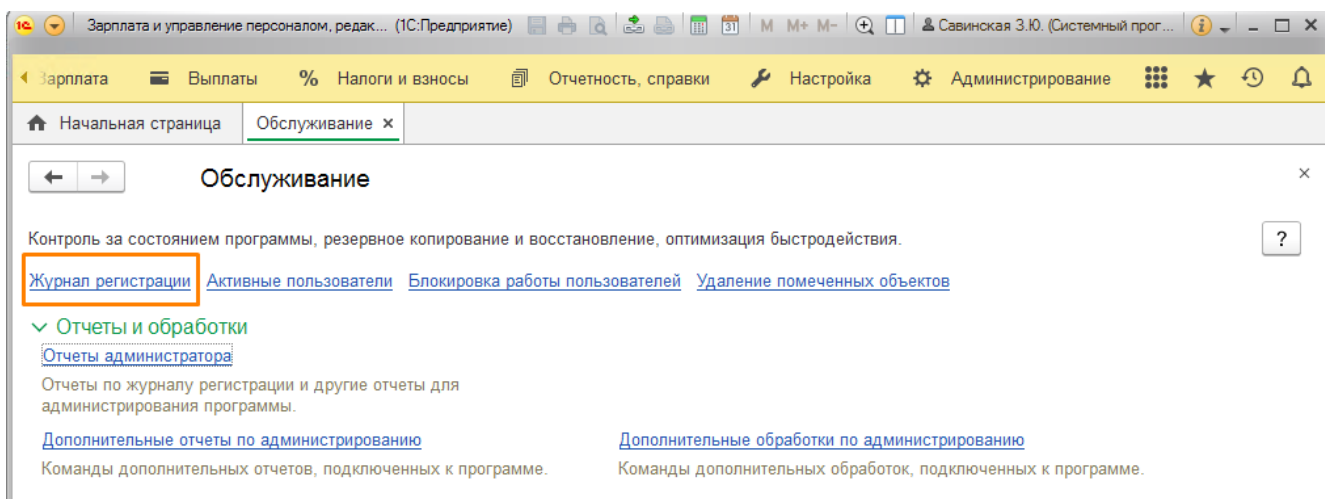 1С Зарплата и управление персоналом, редак... (1С:Предприятие) 31 M M+ M- Савинская З.Ю. (Системный прог...
Зарплата Выплаты % Налоги и взносы Отчетность, справки Настройка Администрирование
Начальная страница Обслуживание ×
Обслуживание
Контроль за состоянием программы, резервное копирование и восстановление, оптимизация быстродействия. ?
Журнал регистрации Активные пользователи Блокировка работы пользователей Удаление помеченных объектов
Отчеты и обработки
Отчеты администратора
Отчеты по журналу регистрации и другие отчеты для
администрирования программы.
Дополнительные отчеты по администрированию Дополнительные обработки по администрированию
Команды дополнительных отчетов, подключенных к программе. Команды дополнительных обработок, подключенных к программе.